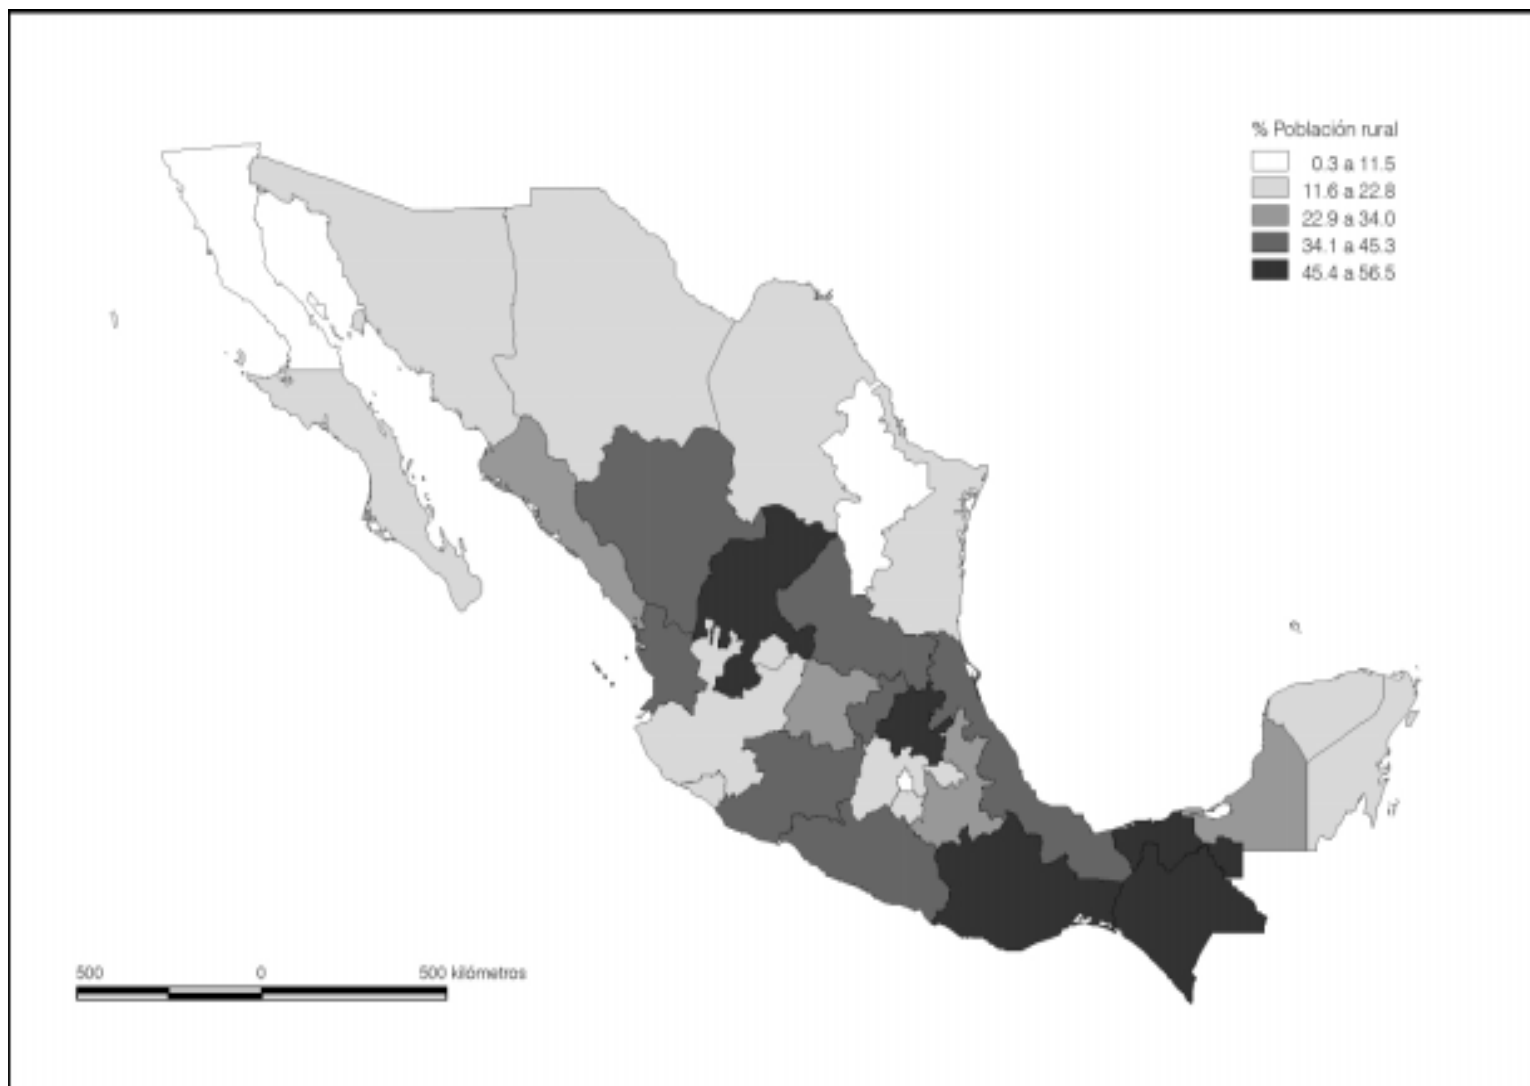 % Población rural
0.3 a 11.5
11.6 a 22.8
22.9 a 34.0
34.1 a 45.3
45.4 a 56.5
500 0 500 kilómetros